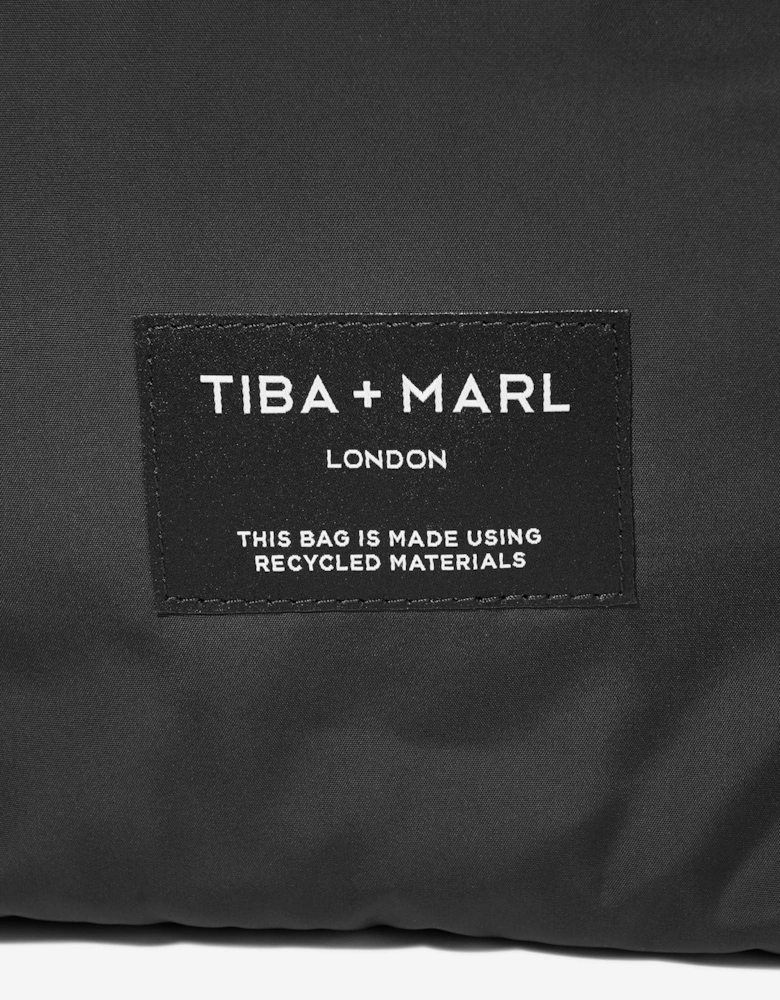 TIBA + MARL
LONDON
THIS BAG IS MADE USING
RECYCLED MATERIALS